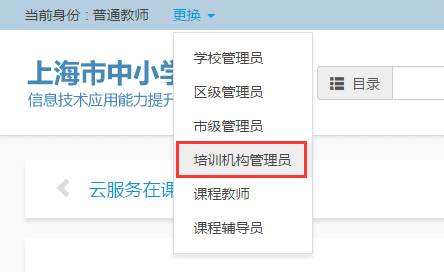 当前身份：普通教师 更换
学校管理员
上海市中小学
目录
区级管理员
信息技术应用能力提升
市级管理员
培训机构管理员
云服务在课
课程教师
课程辅导员